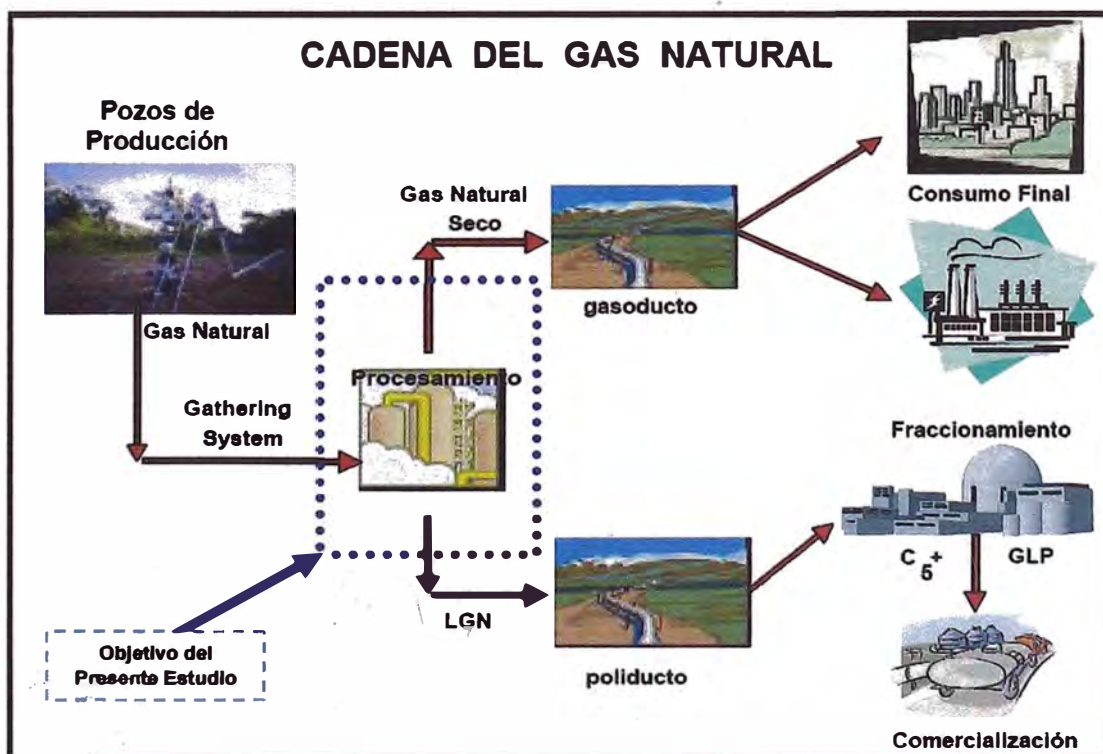 CADENA DEL GAS NATURAL
Pozos de
Producción
Gas Natural
Gathering
System
Procesamiento
Gas Natural
Seco
gasoducto
Consumo Final
LGN
poliducto
Fraccionamiento
C5+ GLP
Comercialización
Objetivo del
Presente Estudio